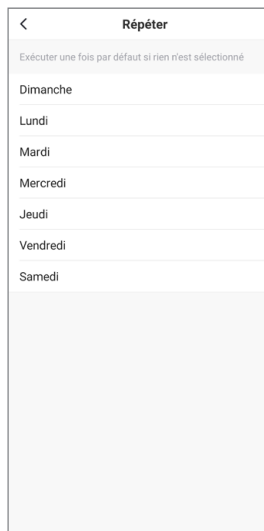 Répéter
Exécuter une fois par défaut si rien n'est sélectionné
Dimanche
Lundi
Mardi
Mercredi
Jeudi
Vendredi
Samedi